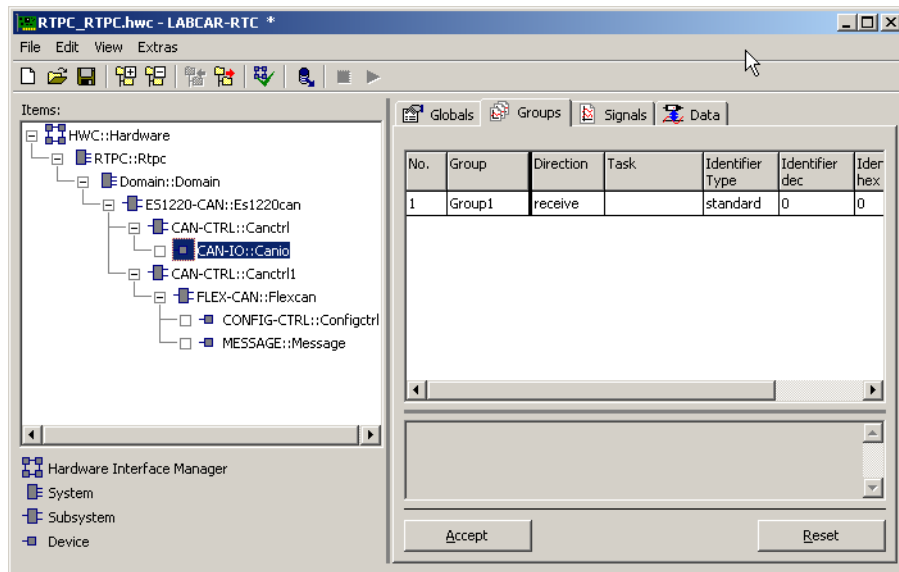 RTPC_RTPC.hwc - LABCAR-RTC *
File Edit View Extras
Items:
HWC::Hardware
RTPC::Rtpc
Domain::Domain
ES1220-CAN::Es1220can
CAN-CTRL::Canctrl
CAN-IO::Canio
CAN-CTRL::Canctrl1
FLEX-CAN::Flexcan
CONFIG-CTRL::Configctrl
MESSAGE::Message
Hardware Interface Manager
System
Subsystem
Device
Globals Groups Signals Data
No. Group Direction Task Identifier Type Identifier dec Ider hex
1 Group1 receive standard 0 0
Accept Reset